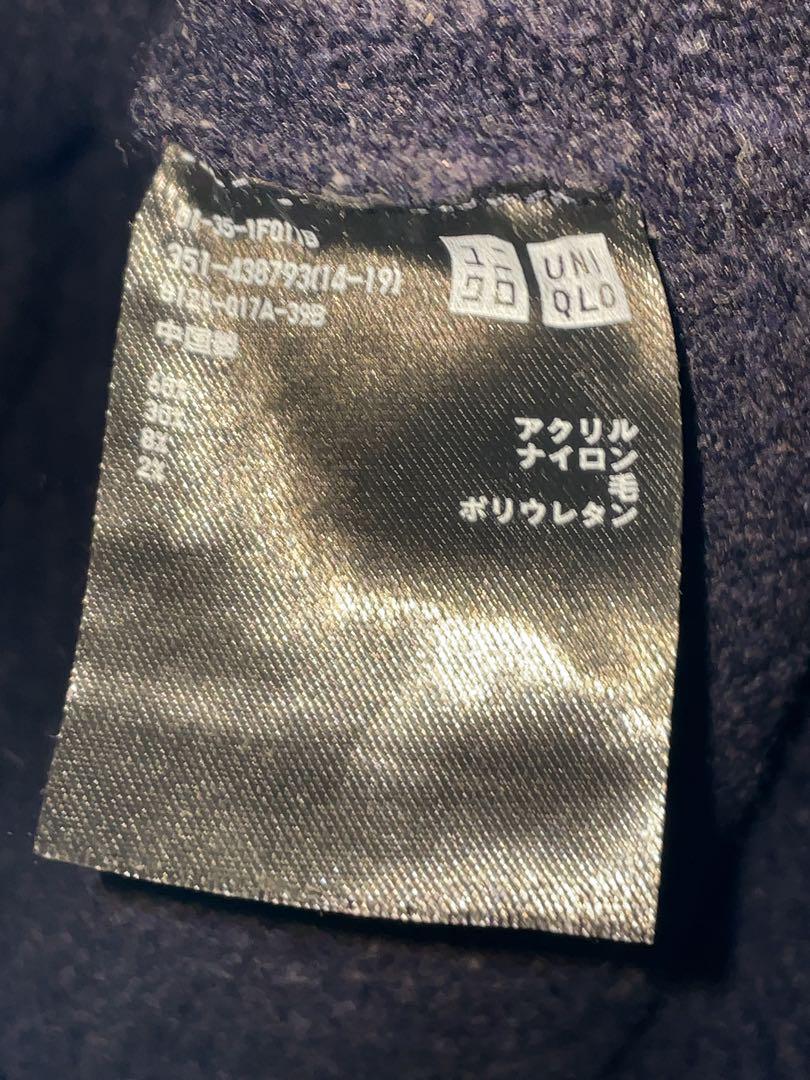 351-438793(14-19)
中国製
ユニ
クロ
UNI
QLO
60% アクリル
30% ナイロン
8% 毛
2% ポリウレタン